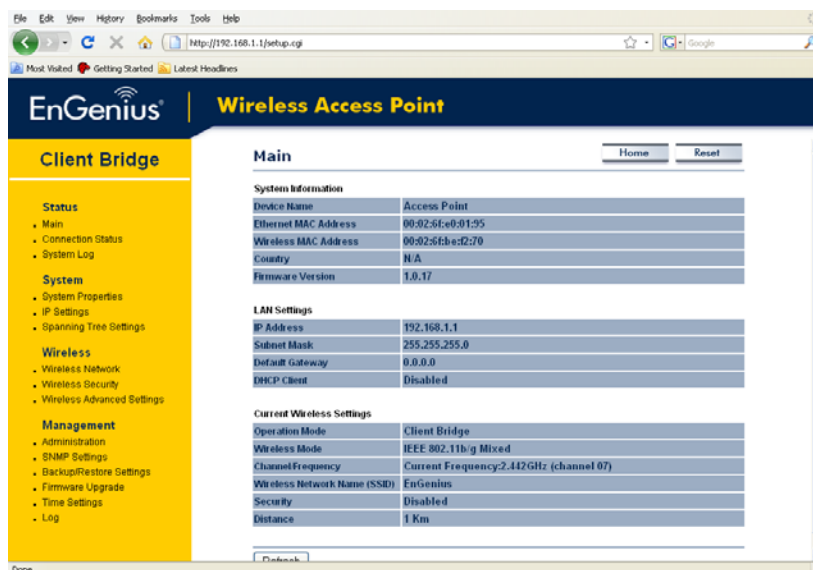 File Edit View History Bookmarks Tools Help
http://192.168.1.1/setup.cgi
Google
Most Visited Getting Started Latest Headlines
EnGenius® Wireless Access Point
Client Bridge
Status
Main
Connection Status
System Log
System
System Properties
IP Settings
Spanning Tree Settings
Wireless
Wireless Network
Wireless Security
Wireless Advanced Settings
Management
Administration
SNMP Settings
Backup/Restore Settings
Firmware Upgrade
Time Settings
Log
Main Home Reset
System Information
Device Name Access Point
Ethernet MAC Address 00:02:6f:e0:01:95
Wireless MAC Address 00:02:6f:be:f2:70
Country N/A
Firmware Version 1.0.17
LAN Settings
IP Address 192.168.1.1
Subnet Mask 255.255.255.0
Default Gateway 0.0.0.0
DHCP Client Disabled
Current Wireless Settings
Operation Mode Client Bridge
Wireless Mode IEEE 802.11b/g Mixed
Channel/Frequency Current Frequency:2.442GHz (channel 07)
Wireless Network Name (SSID) EnGenius
Security Disabled
Distance 1 Km
Refresh
Done